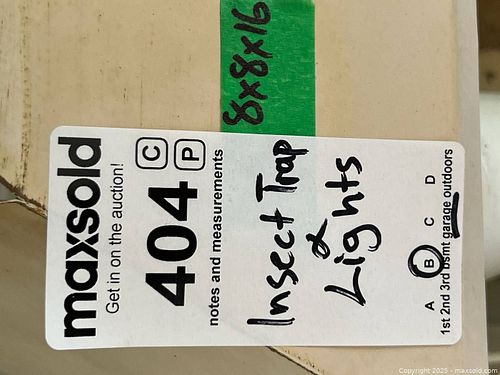 8x8x16
maxsold
Get in on the auction!
404 C P
notes and measurements
Insect Trap
&
Lights
A B C D
1st 2nd 3rd bsmt garage outdoors
Copyright 2025 - maxsold.com